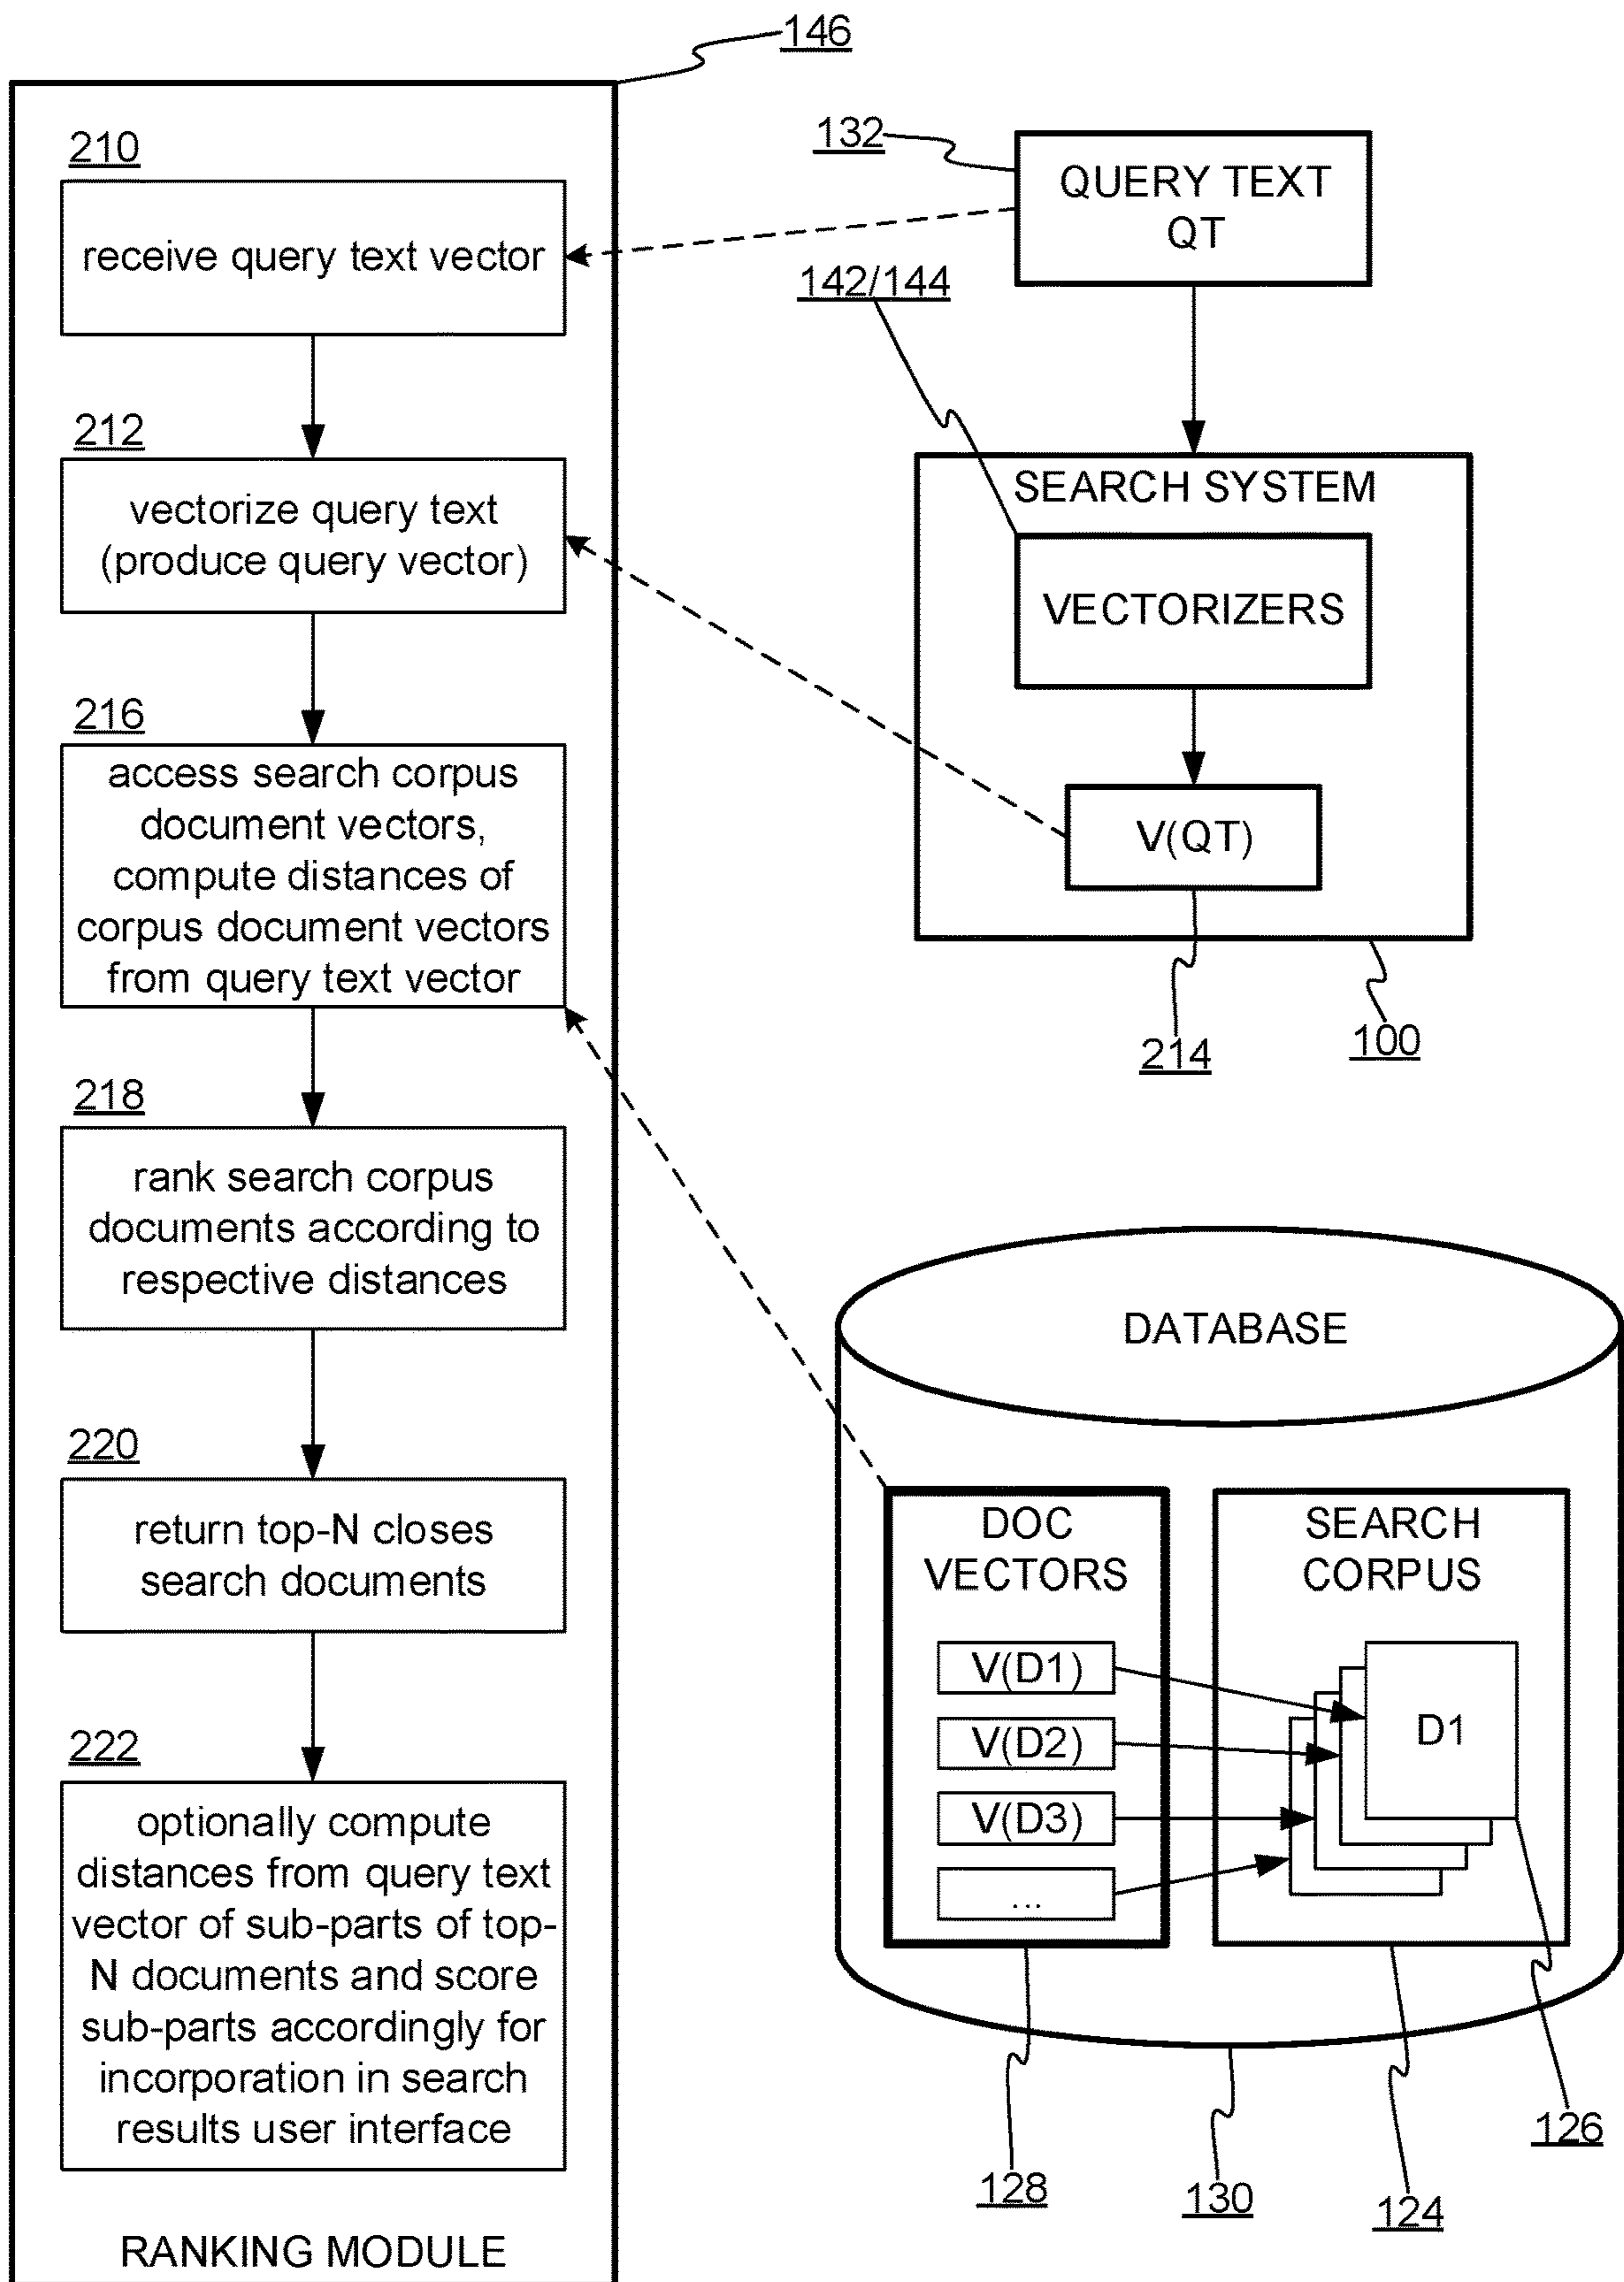 146
210
receive query text vector
212
vectorize query text
(produce query vector)
216
access search corpus
document vectors,
compute distances of
corpus document vectors
from query text vector
218
rank search corpus
documents according to
respective distances
220
return top-N closes
search documents
222
optionally compute
distances from query text
vector of sub-parts of top-
N documents and score
sub-parts accordingly for
incorporation in search
results user interface
RANKING MODULE
132
QUERY TEXT
QT
142/144
SEARCH SYSTEM
VECTORIZERS
V(QT)
214
100
DATABASE
DOC
VECTORS
V(D1)
V(D2)
V(D3)
...
SEARCH
CORPUS
D1
128
130
124
126